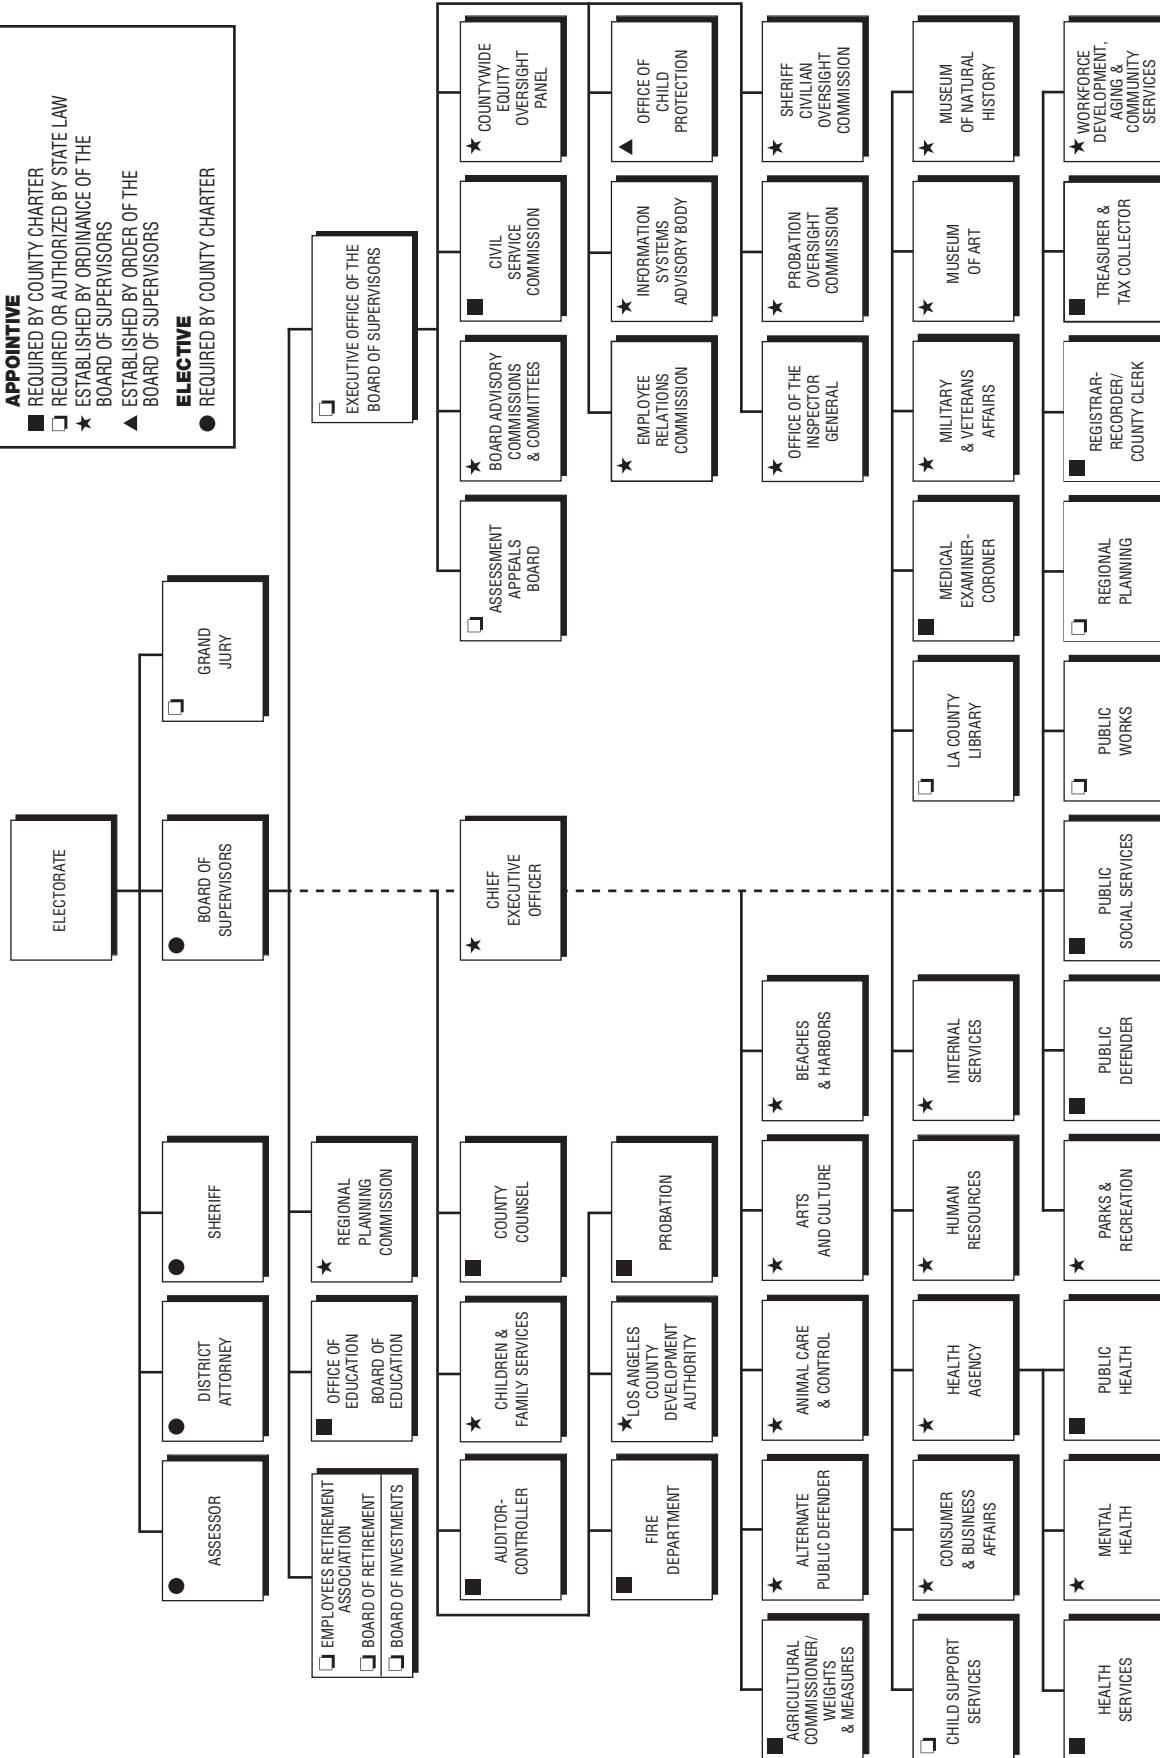 APPOINTIVE
REQUIRED BY COUNTY CHARTER
REQUIRED OR AUTHORIZED BY STATE LAW
ESTABLISHED BY ORDINANCE OF THE
BOARD OF SUPERVISORS
ESTABLISHED BY ORDER OF THE
BOARD OF SUPERVISORS
ELECTIVE
REQUIRED BY COUNTY CHARTER
ELECTORATE
ASSESSOR
DISTRICT
ATTORNEY
SHERIFF
BOARD OF
SUPERVISORS
GRAND
JURY
EMPLOYEES RETIREMENT
ASSOCIATION
BOARD OF RETIREMENT
BOARD OF INVESTMENTS
OFFICE OF
EDUCATION
BOARD OF
EDUCATION
REGIONAL
PLANNING
COMMISSION
EXECUTIVE OFFICE OF THE
BOARD OF SUPERVISORS
AUDITOR-
CONTROLLER
CHILDREN &
FAMILY SERVICES
COUNTY
COUNSEL
CHIEF
EXECUTIVE
OFFICER
ASSESSMENT
APPEALS
BOARD
BOARD ADVISORY
COMMISSIONS
& COMMITTEES
CIVIL
SERVICE
COMMISSION
COUNTYWIDE
EQUITY
OVERSIGHT
PANEL
FIRE
DEPARTMENT
LOS ANGELES
COUNTY
DEVELOPMENT
AUTHORITY
PROBATION
EMPLOYEE
RELATIONS
COMMISSION
INFORMATION
SYSTEMS
ADVISORY BODY
OFFICE OF
CHILD
PROTECTION
AGRICULTURAL
COMMISSIONER/
WEIGHTS
& MEASURES
ALTERNATE
PUBLIC DEFENDER
ANIMAL CARE
& CONTROL
ARTS
AND CULTURE
BEACHES
& HARBORS
OFFICE OF THE
INSPECTOR
GENERAL
PROBATION
OVERSIGHT
COMMISSION
SHERIFF
CIVILIAN
OVERSIGHT
COMMISSION
CHILD SUPPORT
SERVICES
CONSUMER
& BUSINESS
AFFAIRS
HEALTH
AGENCY
HUMAN
RESOURCES
INTERNAL
SERVICES
LA COUNTY
LIBRARY
MEDICAL
EXAMINER-
CORONER
MILITARY
& VETERANS
AFFAIRS
MUSEUM
OF ART
MUSEUM
OF NATURAL
HISTORY
HEALTH
SERVICES
MENTAL
HEALTH
PUBLIC
HEALTH
PARKS &
RECREATION
PUBLIC
DEFENDER
PUBLIC
SOCIAL SERVICES
PUBLIC
WORKS
REGIONAL
PLANNING
REGISTRAR-
RECORDER/
COUNTY CLERK
TREASURER &
TAX COLLECTOR
WORKFORCE
DEVELOPMENT,
AGING &
COMMUNITY
SERVICES